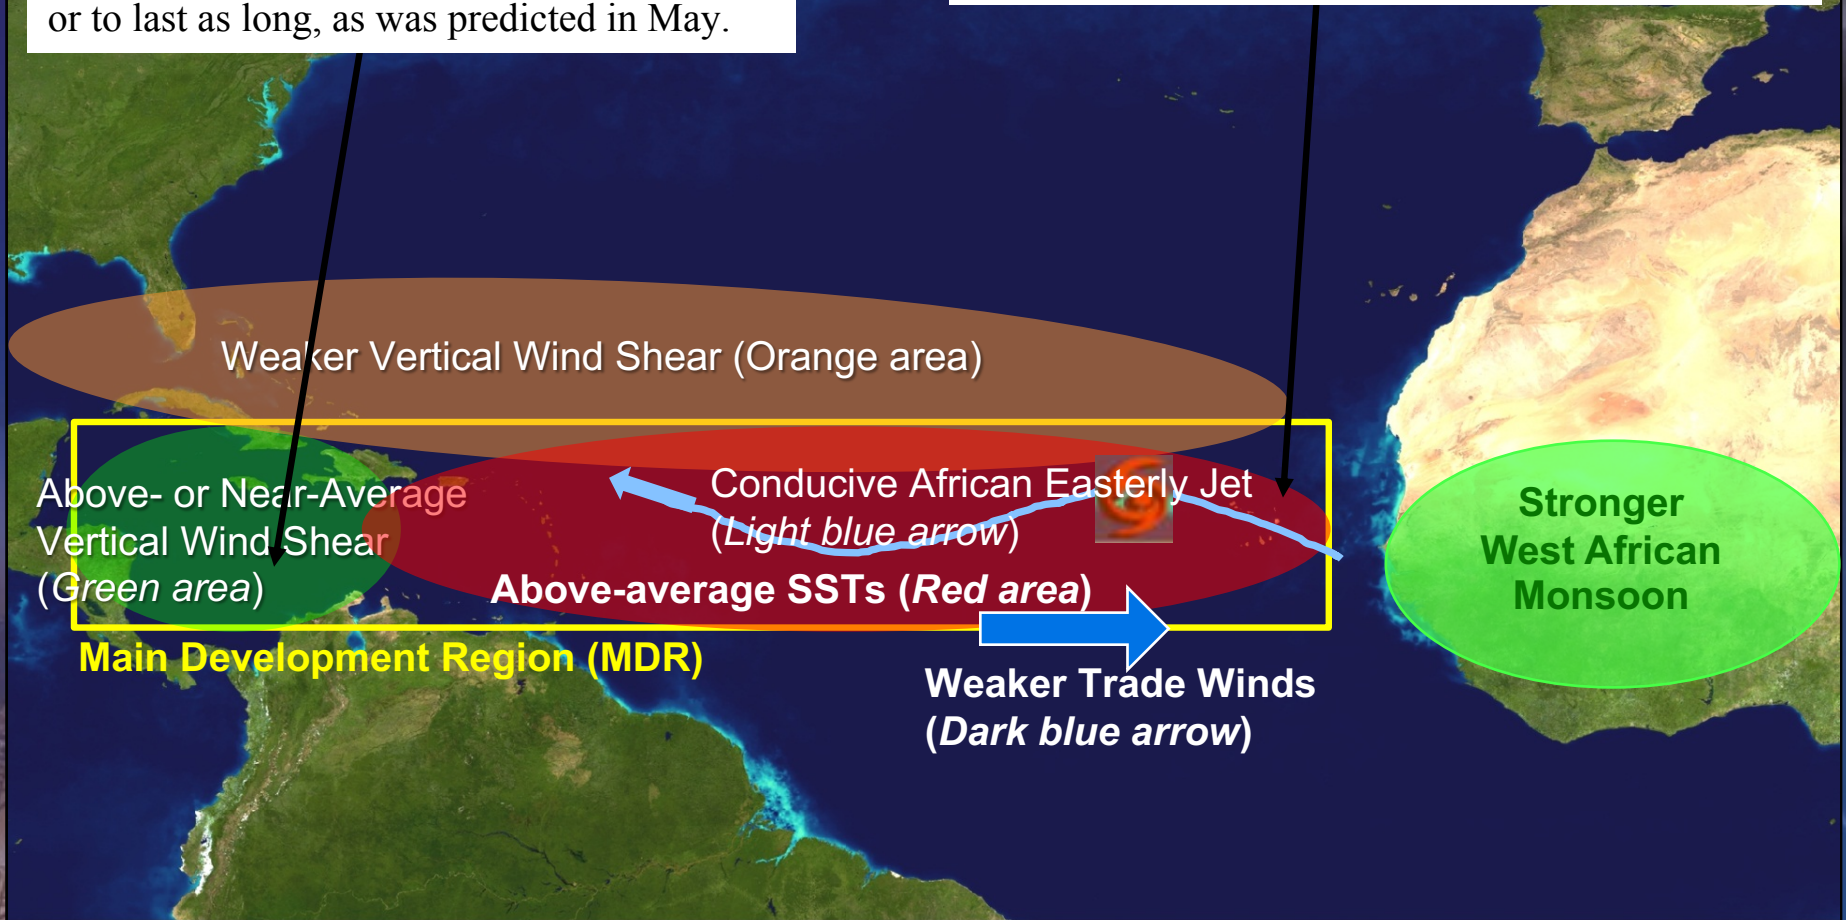 or to last as long, as was predicted in May.
Weaker Vertical Wind Shear (Orange area)
Above- or Near-Average
Vertical Wind Shear
(Green area)
Conducive African Easterly Jet
(Light blue arrow)
Above-average SSTs (Red area)
Stronger
West African
Monsoon
Main Development Region (MDR)
Weaker Trade Winds
(Dark blue arrow)